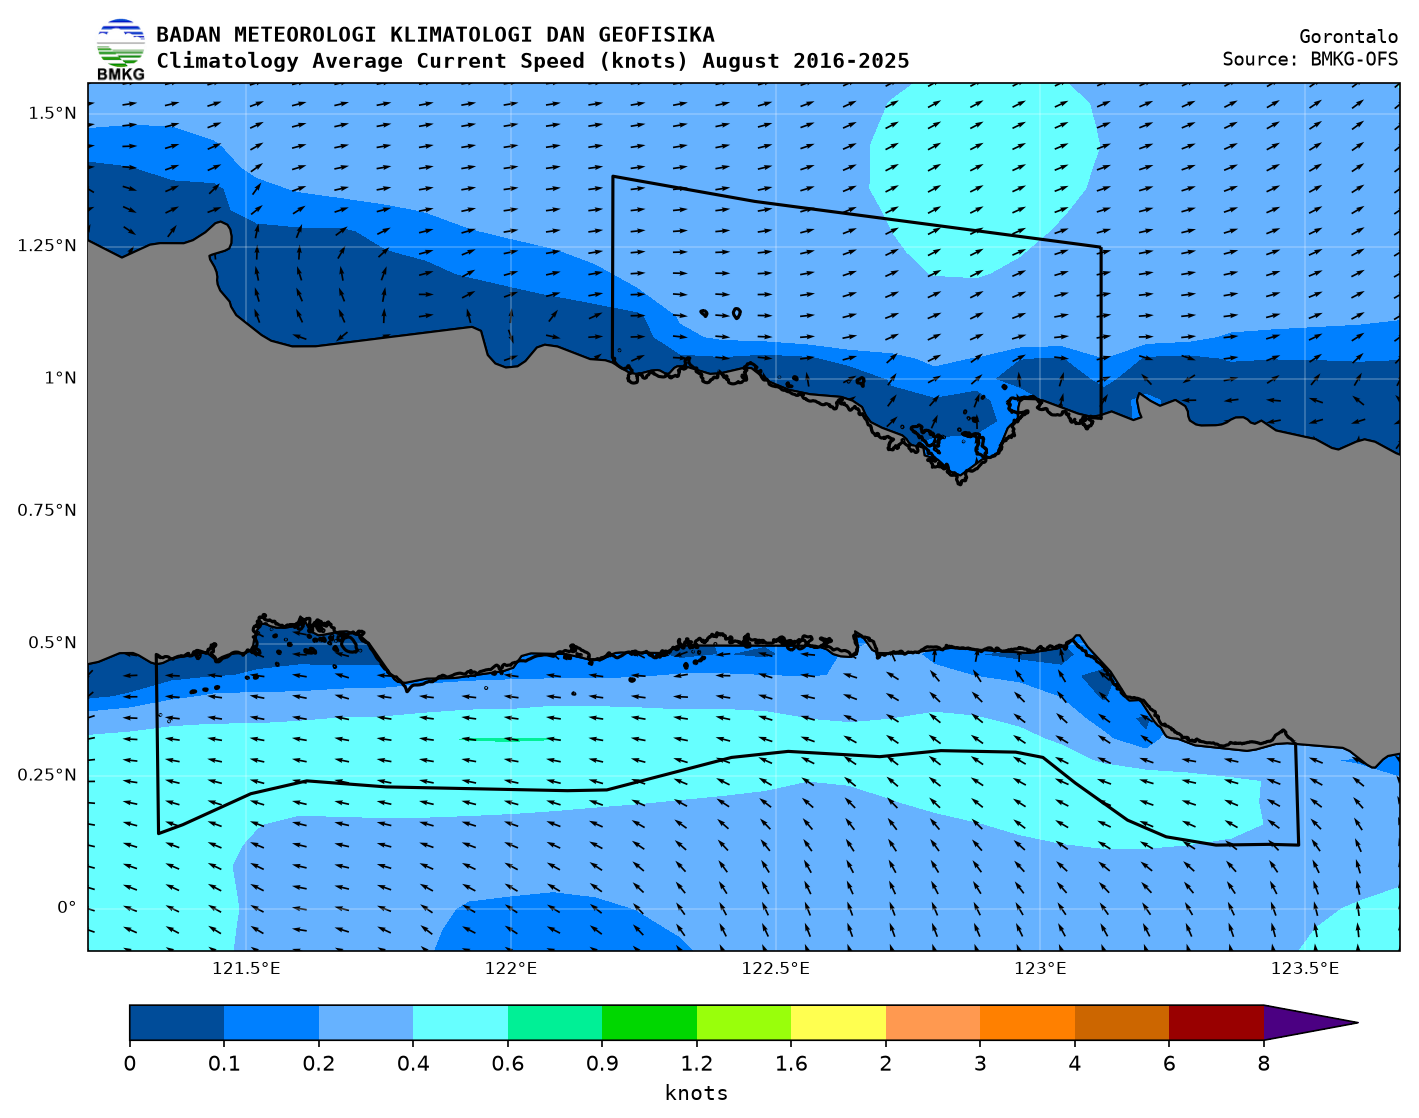 BADAN METEOROLOGI KLIMATOLOGI DAN GEOFISIKA
Climatology Average Current Speed (knots) August 2016-2025
BMKG
Gorontalo
Source: BMKG-OFS
1.5°N
1.25°N
1°N
0.75°N
0.5°N
0.25°N
0°
121.5°E 122°E 122.5°E 123°E 123.5°E
0 0.1 0.2 0.4 0.6 0.9 1.2 1.6 2 3 4 6 8
knots